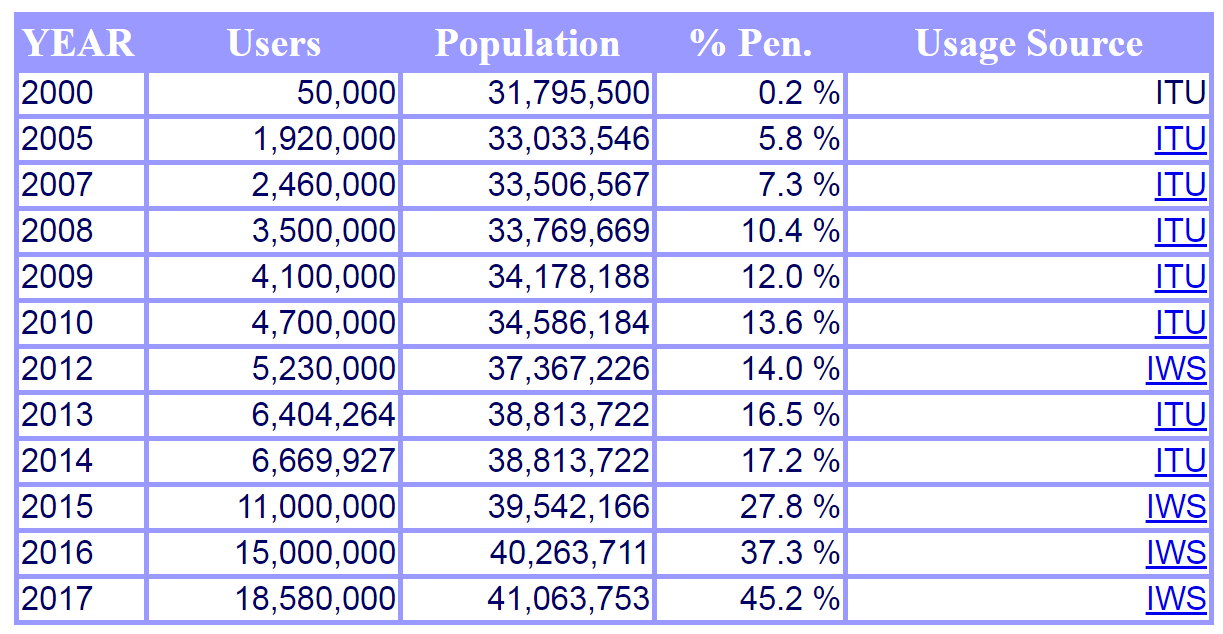 YEAR Users Population % Pen. Usage Source
2000 50,000 31,795,500 0.2 % ITU
2005 1,920,000 33,033,546 5.8 % ITU
2007 2,460,000 33,506,567 7.3 % ITU
2008 3,500,000 33,769,669 10.4 % ITU
2009 4,100,000 34,178,188 12.0 % ITU
2010 4,700,000 34,586,184 13.6 % ITU
2012 5,230,000 37,367,226 14.0 % IWS
2013 6,404,264 38,813,722 16.5 % ITU
2014 6,669,927 38,813,722 17.2 % ITU
2015 11,000,000 39,542,166 27.8 % IWS
2016 15,000,000 40,263,711 37.3 % IWS
2017 18,580,000 41,063,753 45.2 % IWS